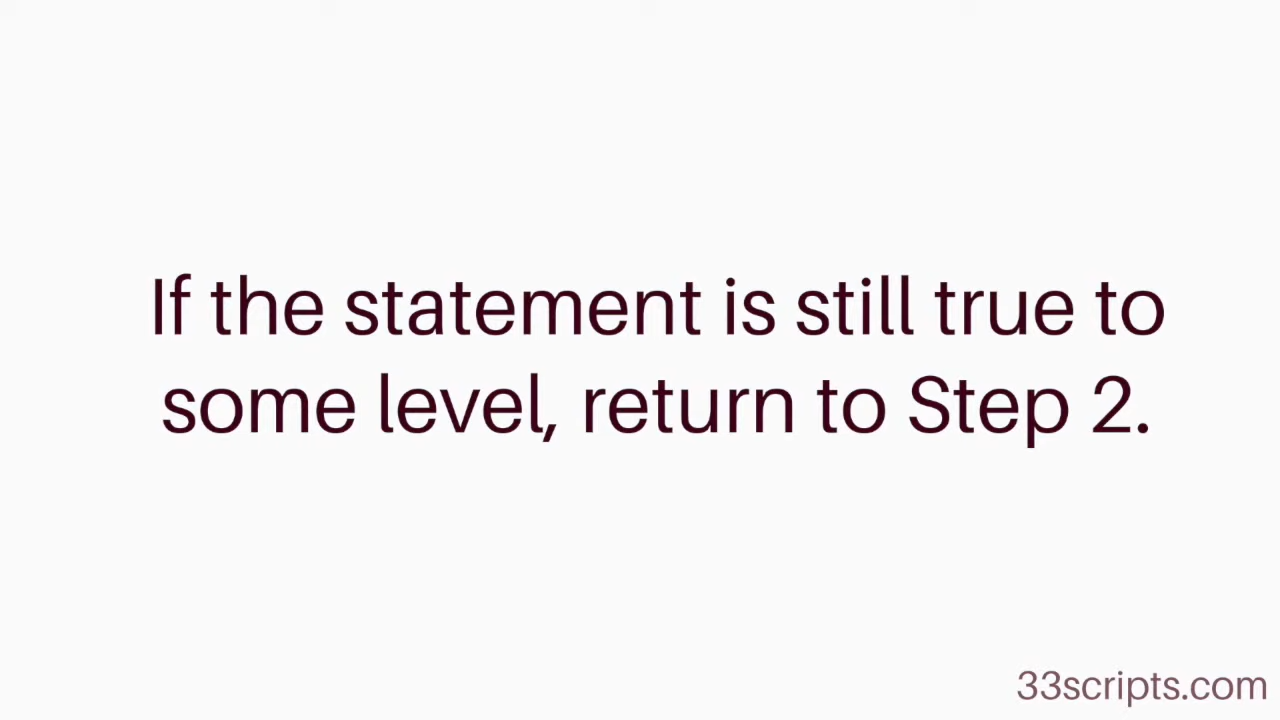 If the statement is still true to
some level, return to Step 2.
33scripts.com